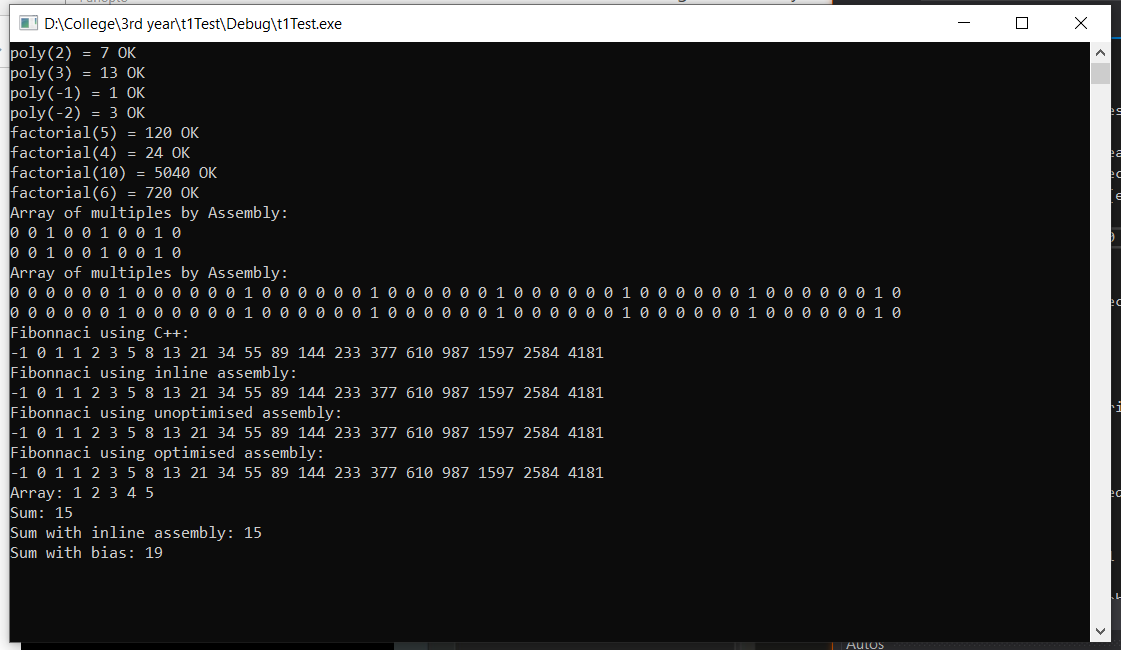 D:\College\3rd year\t1Test\Debug\t1Test.exe
poly(2) = 7 OK
poly(3) = 13 OK
poly(-1) = 1 OK
poly(-2) = 3 OK
factorial(5) = 120 OK
factorial(4) = 24 OK
factorial(10) = 5040 OK
factorial(6) = 720 OK
Array of multiples by Assembly:
0 0 1 0 0 1 0 0 1 0
0 0 1 0 0 1 0 0 1 0
Array of multiples by Assembly:
0 0 0 0 0 0 1 0 0 0 0 0 0 1 0 0 0 0 0 0 1 0 0 0 0 0 0 1 0 0 0 0 0 0 1 0 0 0 0 0 0 1 0 0 0 0 0 0 1 0
0 0 0 0 0 0 1 0 0 0 0 0 0 1 0 0 0 0 0 0 1 0 0 0 0 0 0 1 0 0 0 0 0 0 1 0 0 0 0 0 0 1 0 0 0 0 0 0 1 0
Fibonnaci using C++:
-1 0 1 1 2 3 5 8 13 21 34 55 89 144 233 377 610 987 1597 2584 4181
Fibonnaci using inline assembly:
-1 0 1 1 2 3 5 8 13 21 34 55 89 144 233 377 610 987 1597 2584 4181
Fibonnaci using unoptimised assembly:
-1 0 1 1 2 3 5 8 13 21 34 55 89 144 233 377 610 987 1597 2584 4181
Fibonnaci using optimised assembly:
-1 0 1 1 2 3 5 8 13 21 34 55 89 144 233 377 610 987 1597 2584 4181
Array: 1 2 3 4 5
Sum: 15
Sum with inline assembly: 15
Sum with bias: 19
Autos